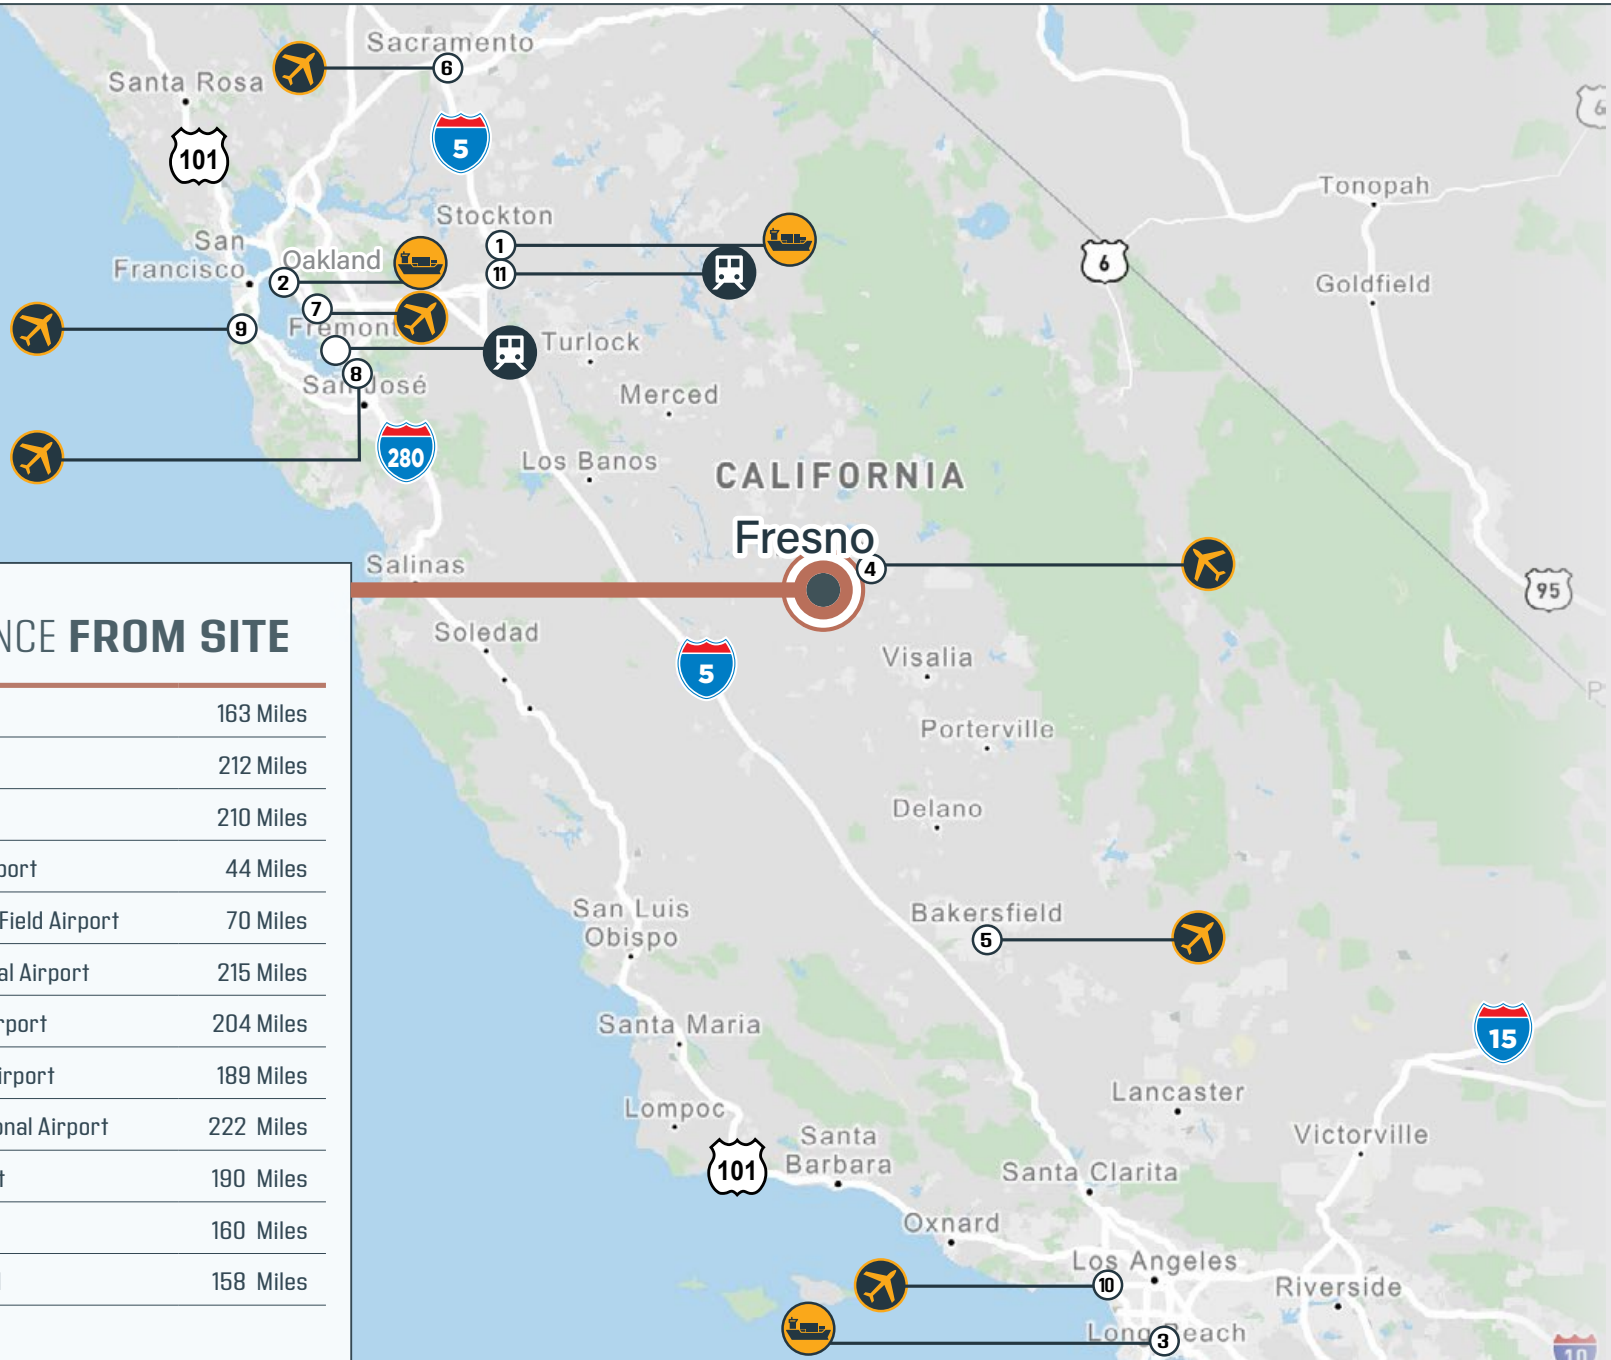 Sacramento
6
Santa Rosa
5
101
6
Tonopah
Stockton
1
San
Francisco
Oakland
11
6
2
Goldfield
7
9
Fremont
Turlock
8
San José
Merced
280
Los Banos
CALIFORNIA
Fresno
4
Salinas
95
NCE FROM SITE
Soledad
5
Visalia
P
163 Miles
Porterville
212 Miles
210 Miles
Delano
port
44 Miles
Field Airport
70 Miles
San Luis
Obispo
Bakersfield
5
al Airport
215 Miles
rport
204 Miles
Santa Maria
15
irport
189 Miles
Lancaster
onal Airport
222 Miles
Lompoc
101
Santa
Barbara
Victorville
t
190 Miles
Santa Clarita
160 Miles
Oxnard
158 Miles
Los Angeles
10
Riverside
Long Beach
3
10